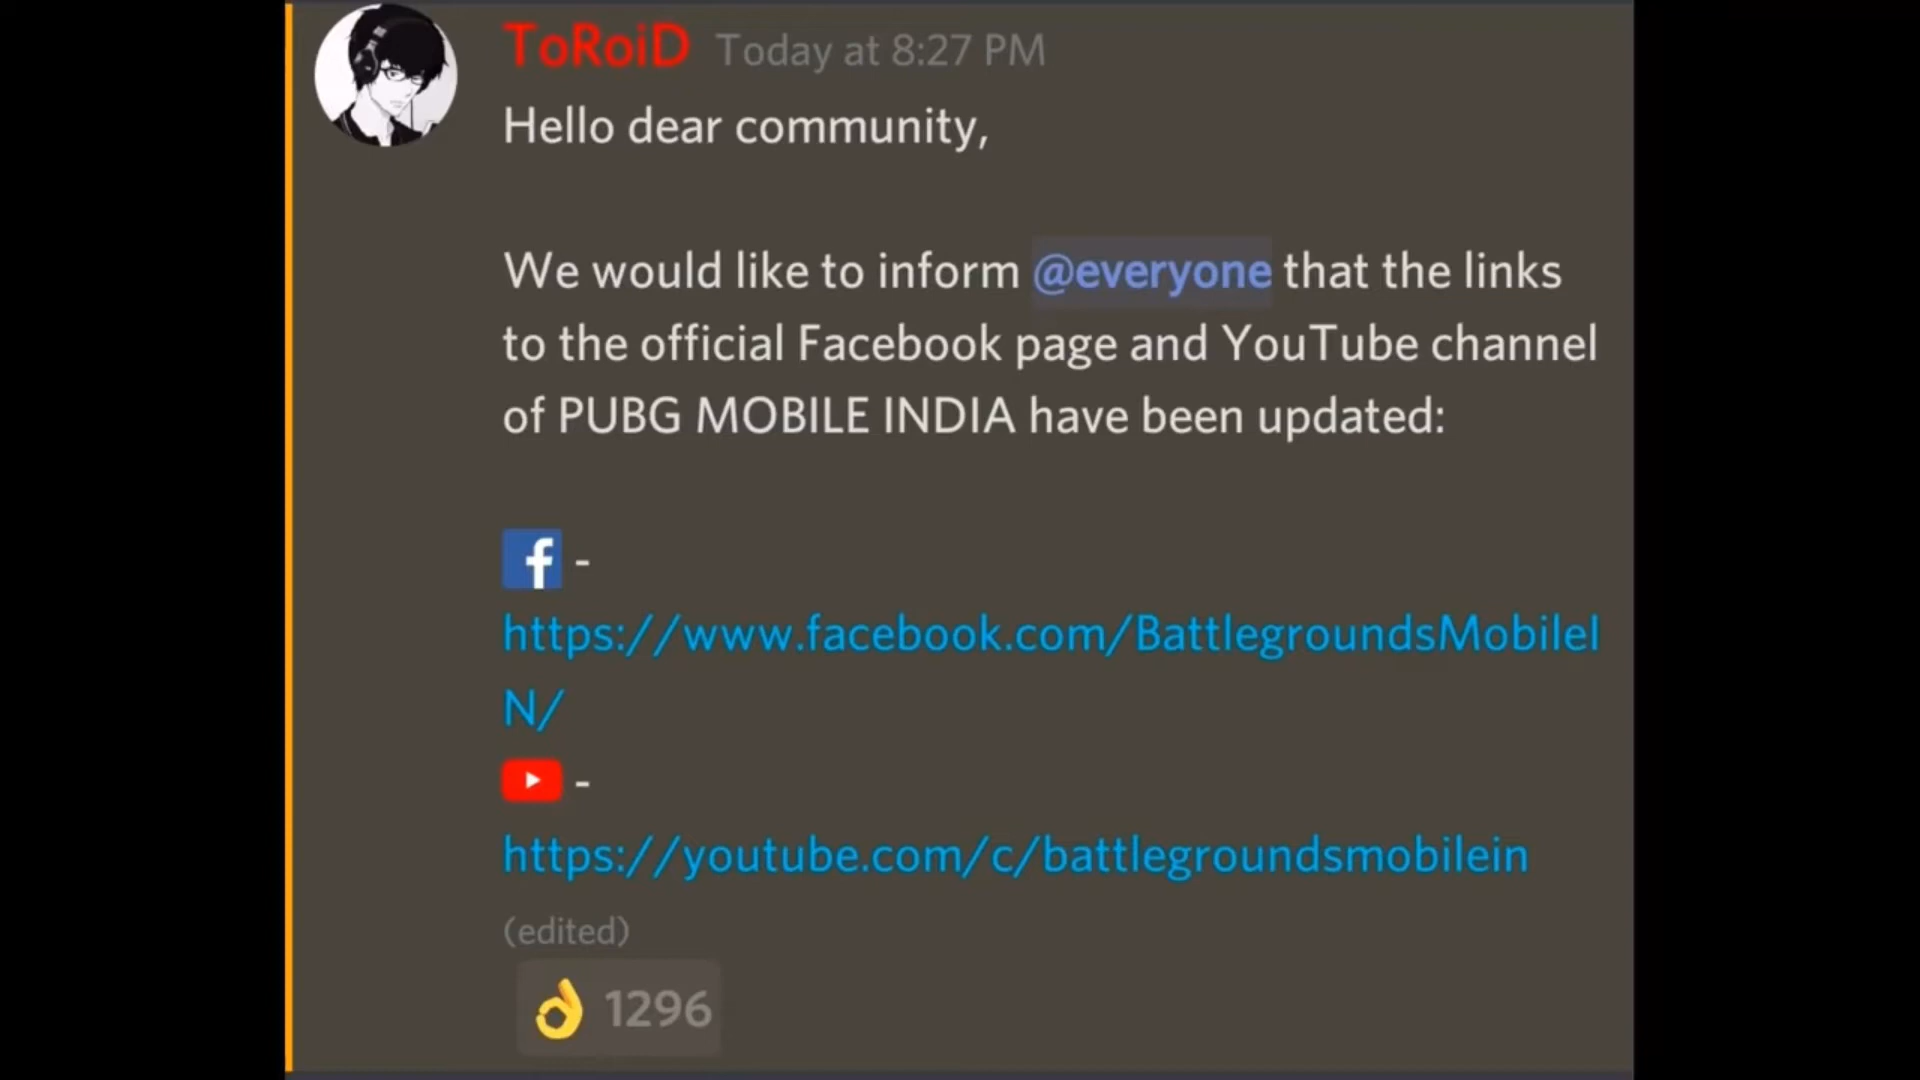 ToRoiD Today at 8:27 PM
Hello dear community,
We would like to inform @everyone that the links
to the official Facebook page and YouTube channel
of PUBG MOBILE INDIA have been updated:
f -
https://www.facebook.com/BattlegroundsMobileI
N/
-
https://youtube.com/c/battlegroundsmobilein
(edited)
👌 1296